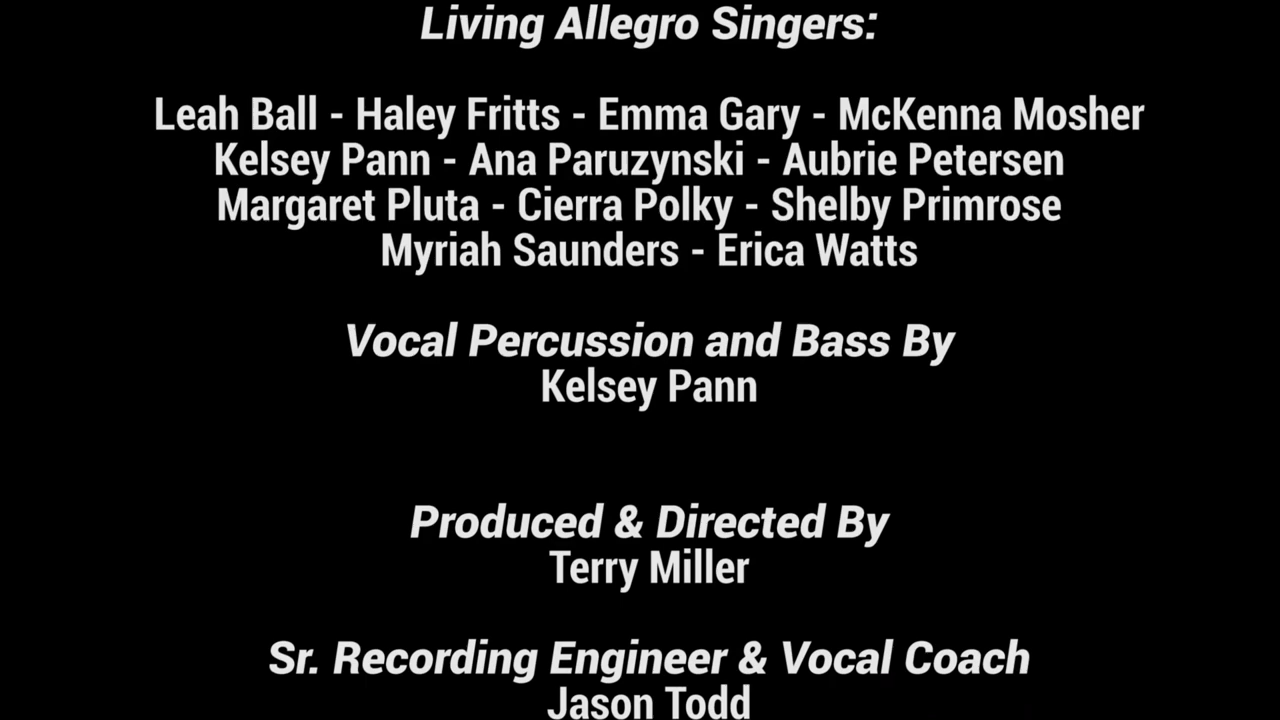 Living Allegro Singers:
Leah Ball - Haley Fritts - Emma Gary - McKenna Mosher
Kelsey Pann - Ana Paruzynski - Aubrie Petersen
Margaret Pluta - Cierra Polky - Shelby Primrose
Myriah Saunders - Erica Watts
Vocal Percussion and Bass By
Kelsey Pann
Produced & Directed By
Terry Miller
Sr. Recording Engineer & Vocal Coach
Jason Todd